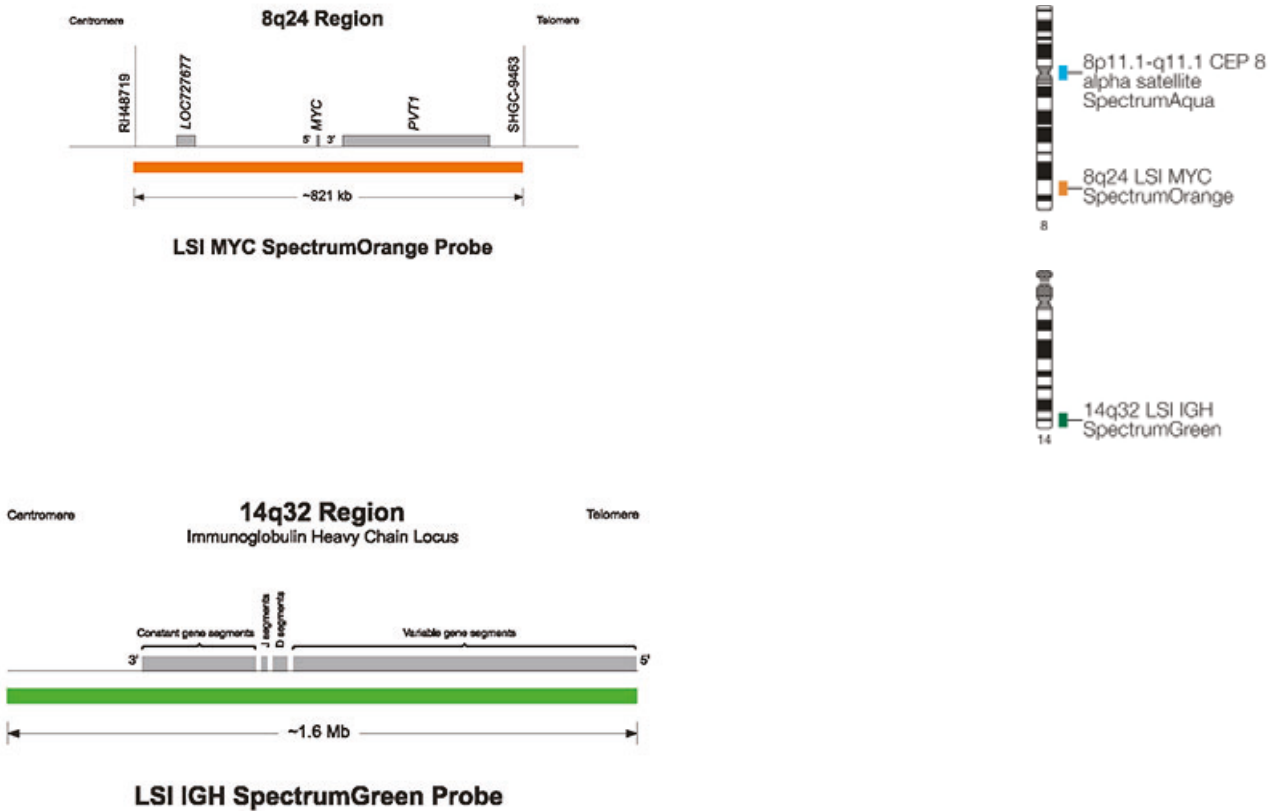 8q24 Region
Centromere
Telomere
RH48719
LOC727677
MYC
PVT1
SHGC-9463
5' 3'
~821 kb
LSI MYC SpectrumOrange Probe
8p11.1-q11.1 CEP 8
alpha satellite
SpectrumAqua
8q24 LSI MYC
SpectrumOrange
8
14q32 LSI IGH
SpectrumGreen
14
14q32 Region
Centromere
Telomere
Immunoglobulin Heavy Chain Locus
Constant gene segments
J segments
D segments
Variable gene segments
3'
5'
~1.6 Mb
LSI IGH SpectrumGreen Probe